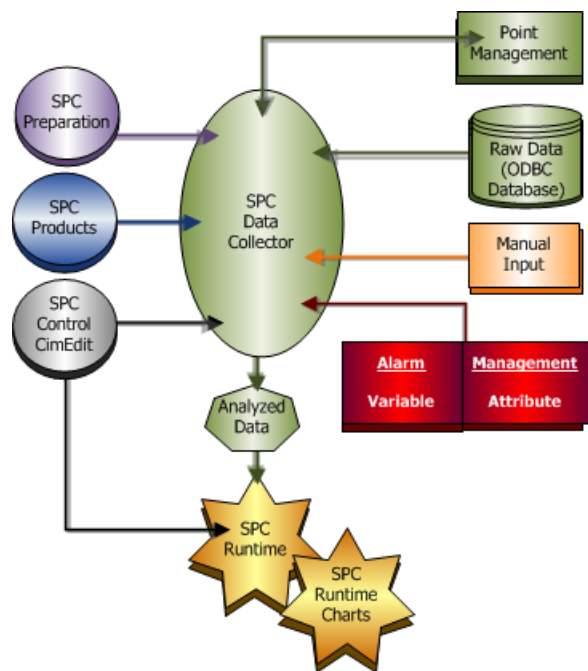 Point
Management
SPC
Preparation
Raw Data
(ODBC
Database)
SPC
Products
SPC
Data
Collector
Manual
Input
SPC
Control
CimEdit
Alarm
Variable
Management
Attribute
Analyzed
Data
SPC
Runtime
SPC
Runtime
Charts